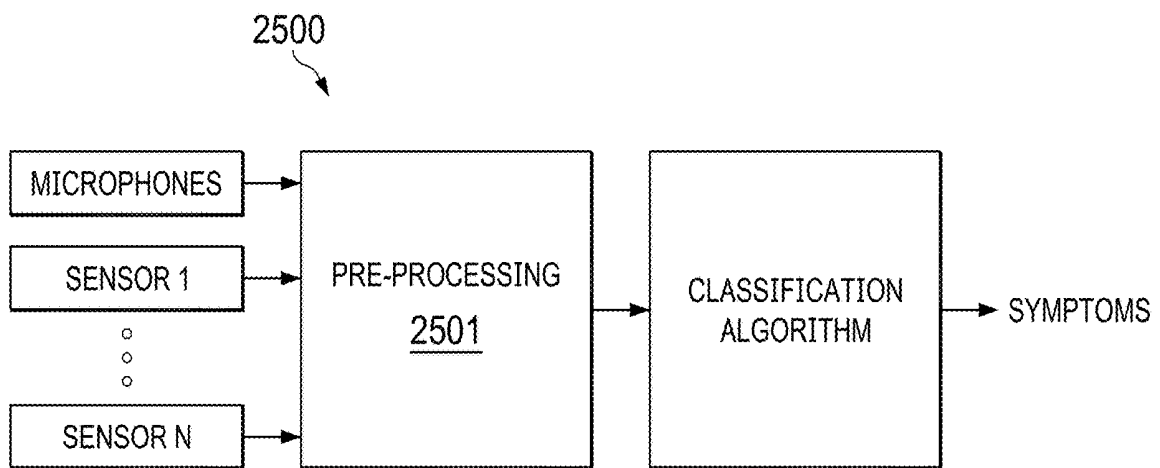 2500
MICROPHONES
SENSOR 1
SENSOR N
PRE-PROCESSING
2501
CLASSIFICATION
ALGORITHM
SYMPTOMS